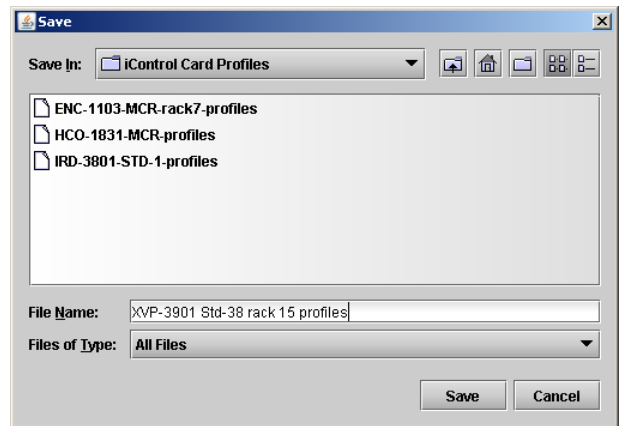 Save
Save In: iControl Card Profiles
ENC-1103-MCR-rack7-profiles
HCO-1831-MCR-profiles
IRD-3801-STD-1-profiles
File Name: XVP-3901 Std-38 rack 15 profiles
Files of Type: All Files
Save Cancel